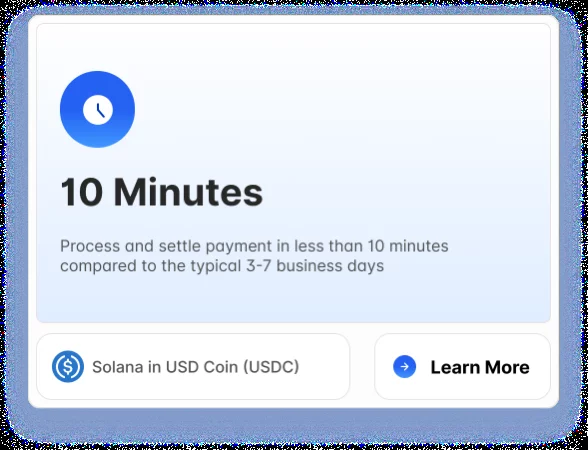 10 Minutes
Process and settle payment in less than 10 minutes
compared to the typical 3-7 business days
Solana in USD Coin (USDC)
Learn More